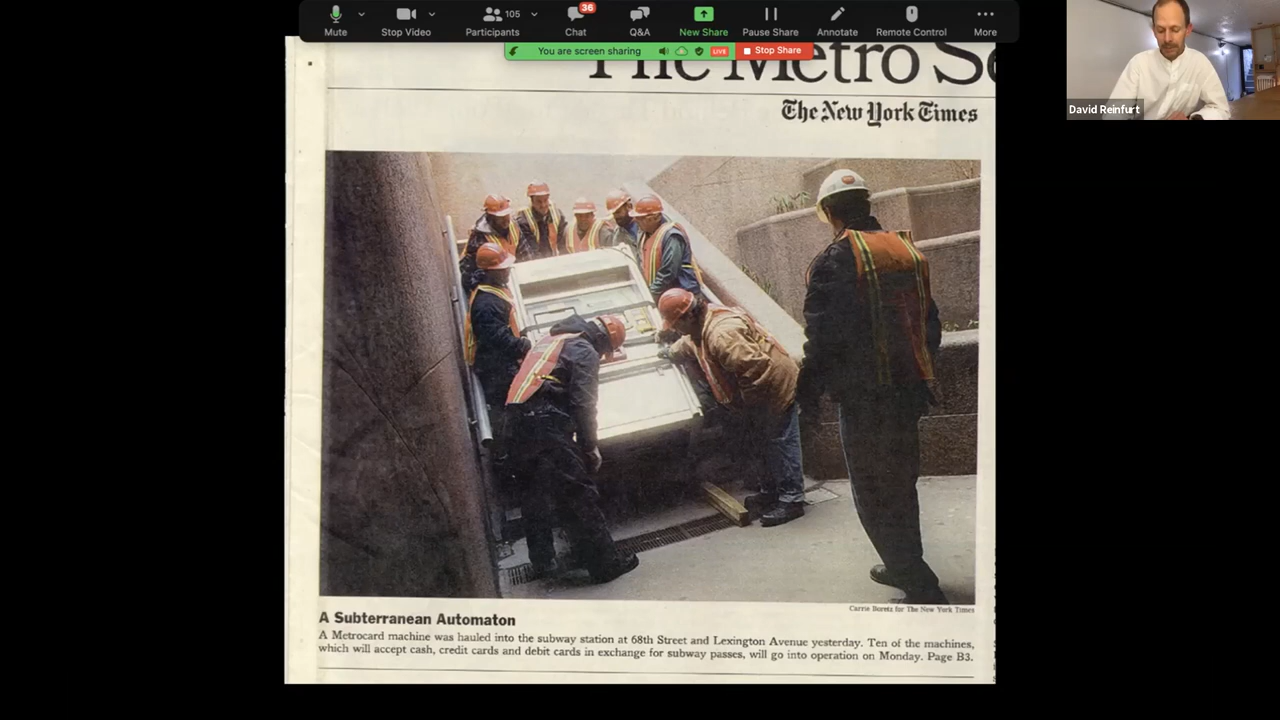 36
105
Mute
Stop Video
Participants
Chat
Q&A
New Share
Pause Share
Annotate
Remote Control
More
You are screen sharing
LIVE
Stop Share
David Reinfurt
The Metro Se
The New York Times
Carrie Boretz for The New York Times
A Subterranean Automaton
A Metrocard machine was hauled into the subway station at 68th Street and Lexington Avenue yesterday. Ten of the machines,
which will accept cash, credit cards and debit cards in exchange for subway passes, will go into operation on Monday. Page B3.